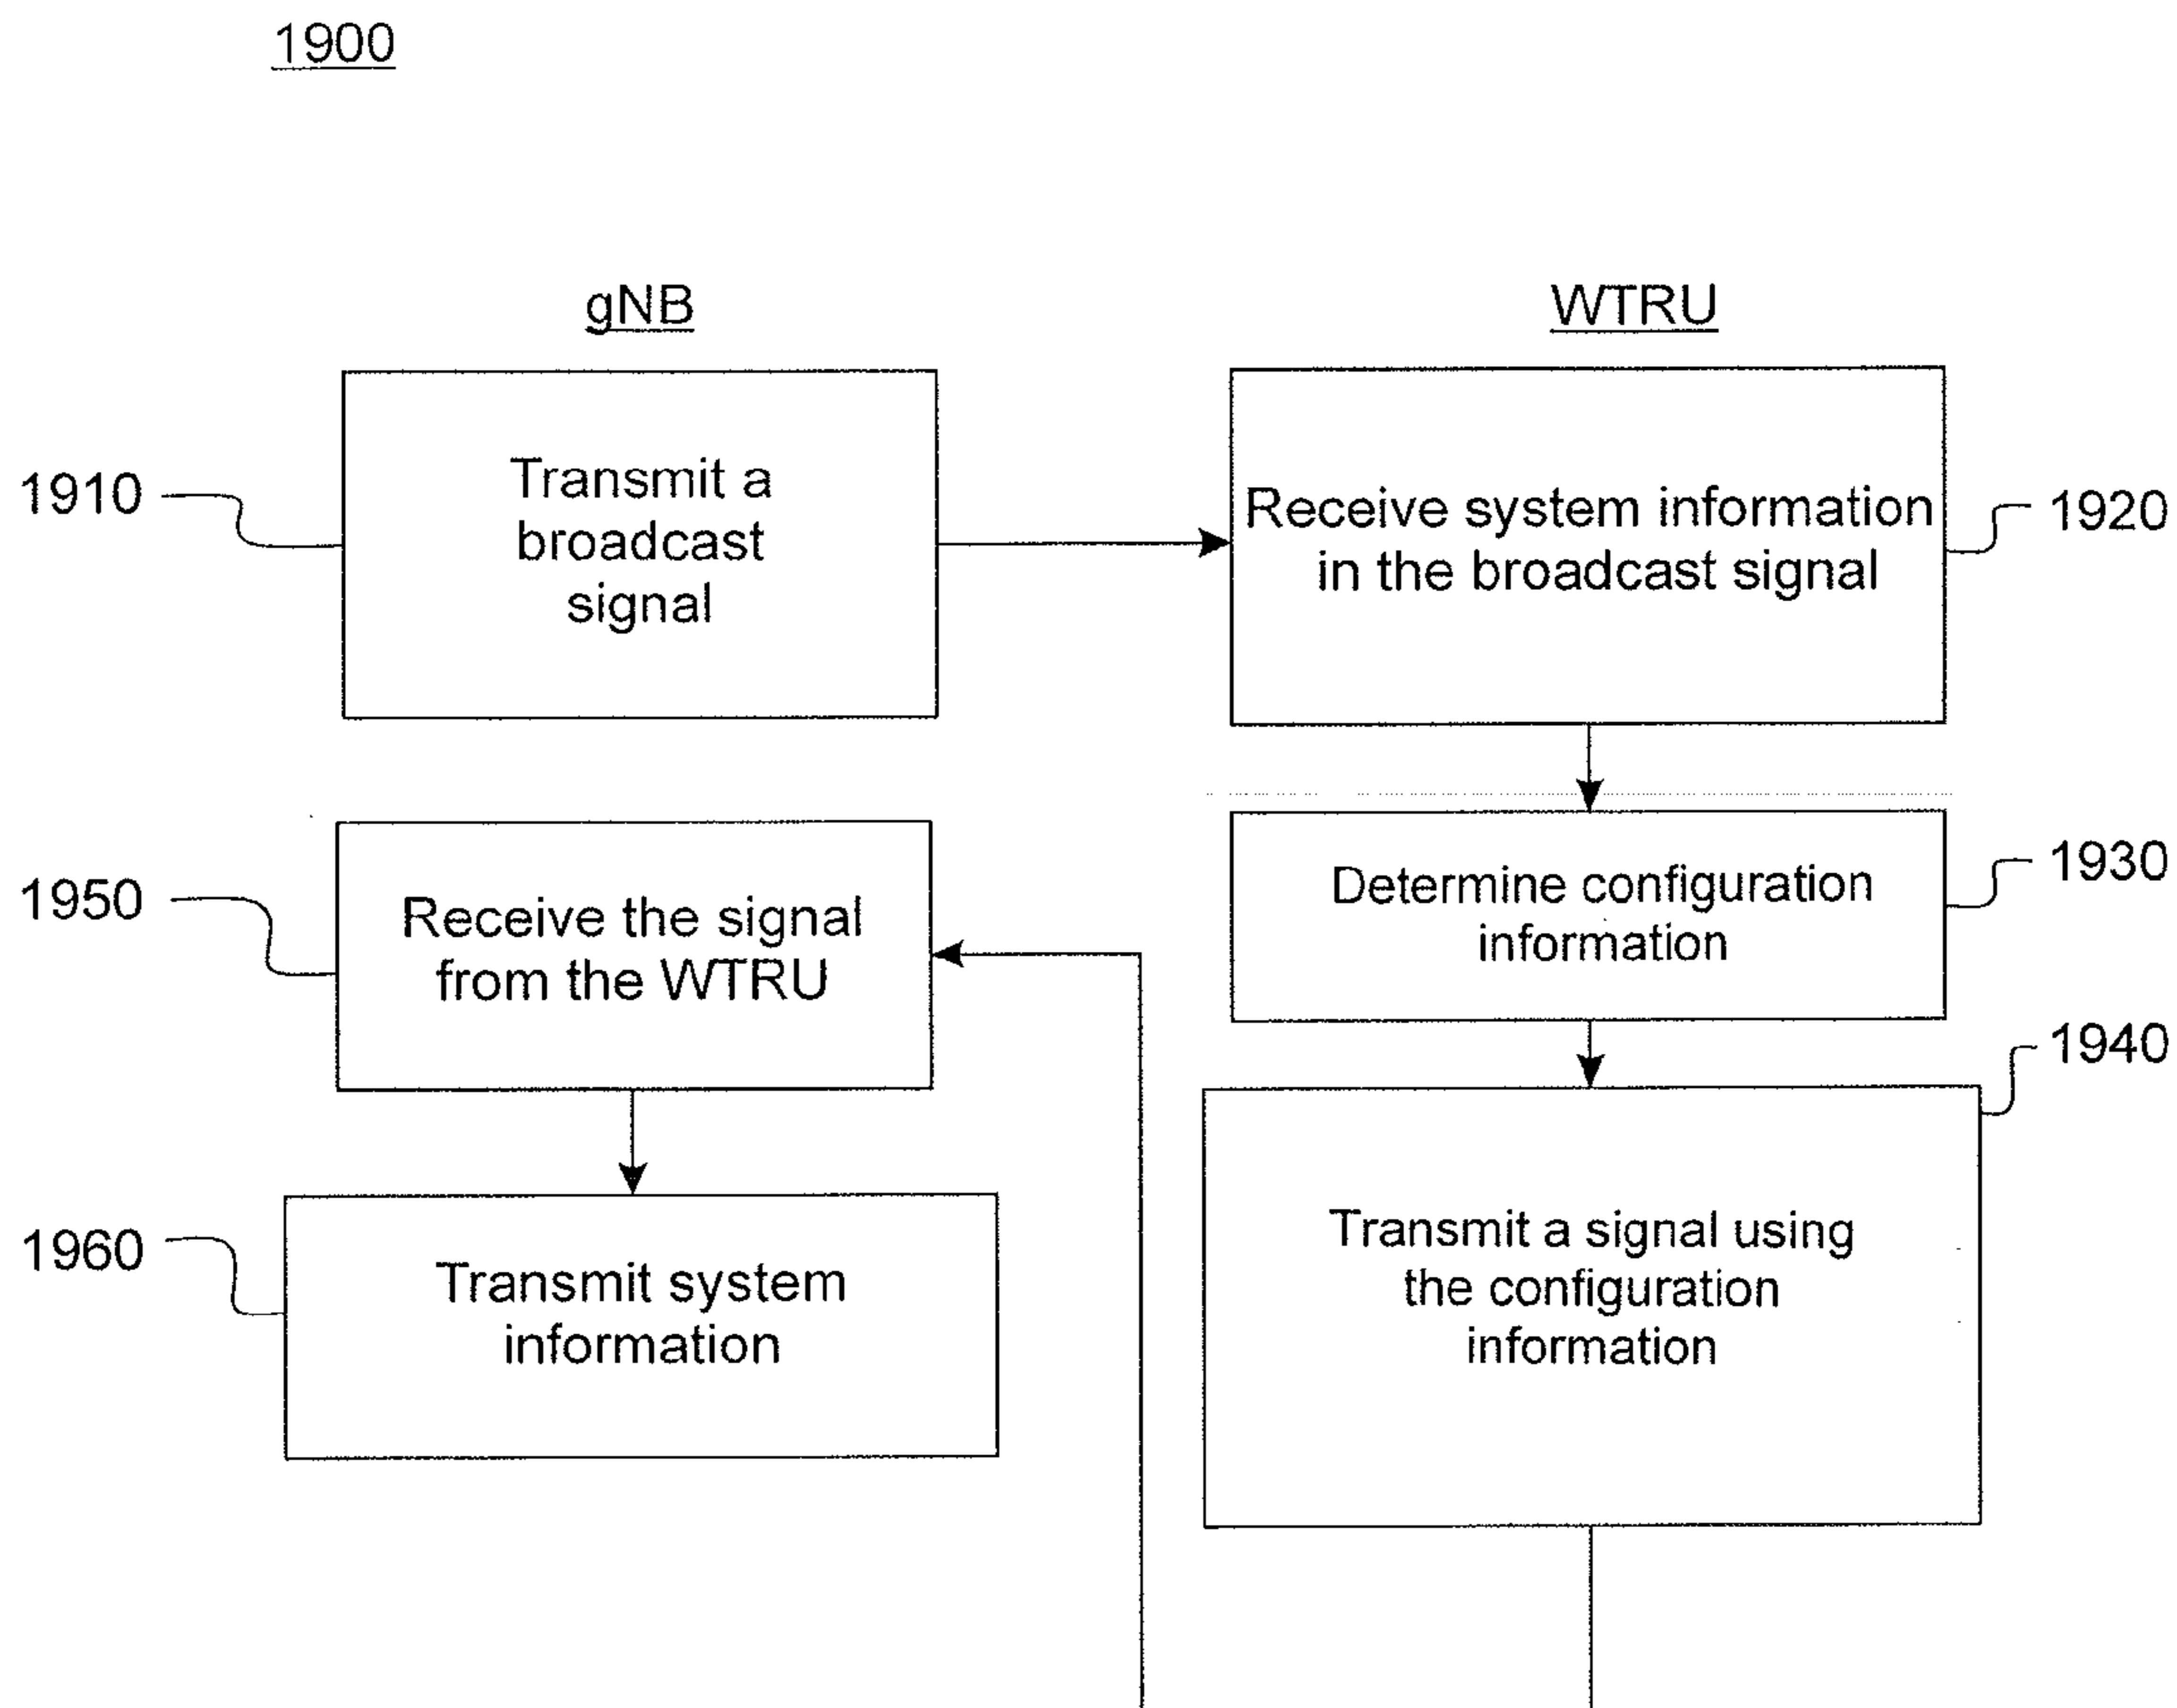 1900
gNB
WTRU
1910
Transmit a
broadcast
signal
Receive system information
in the broadcast signal
1920
1950
Receive the signal
from the WTRU
Determine configuration
information
1930
1940
1960
Transmit system
information
Transmit a signal using
the configuration
information